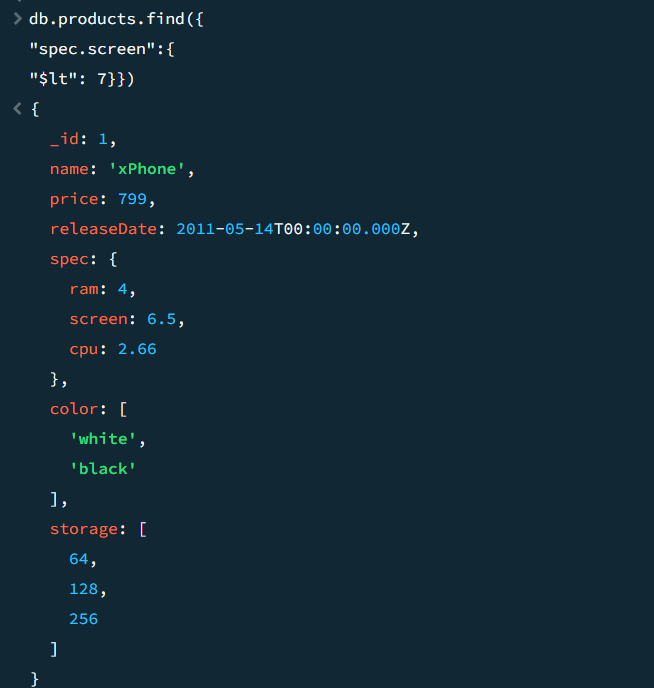 > db.products.find({
"spec.screen":{
"$lt": 7}})
< {
_id: 1,
name: 'xPhone',
price: 799,
releaseDate: 2011-05-14T00:00:00.000Z,
spec: {
ram: 4,
screen: 6.5,
cpu: 2.66
},
color: [
'white',
'black'
],
storage: [
64,
128,
256
]
}